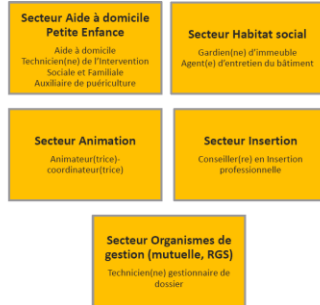 Secteur Aide à domicile
Petite Enfance
Aide à domicile
Technicien(ne) de l'Intervention
Sociale et Familiale
Auxiliaire de puériculture
Secteur Habitat social
Gardien(ne) d'immeuble
Agent(e) d'entretien du bâtiment
Secteur Animation
Animateur(trice)-
coordinateur(trice)
Secteur Insertion
Conseiller(re) en Insertion
professionnelle
Secteur Organismes de
gestion (mutuelle, RGS)
Technicien(ne) gestionnaire de
dossier